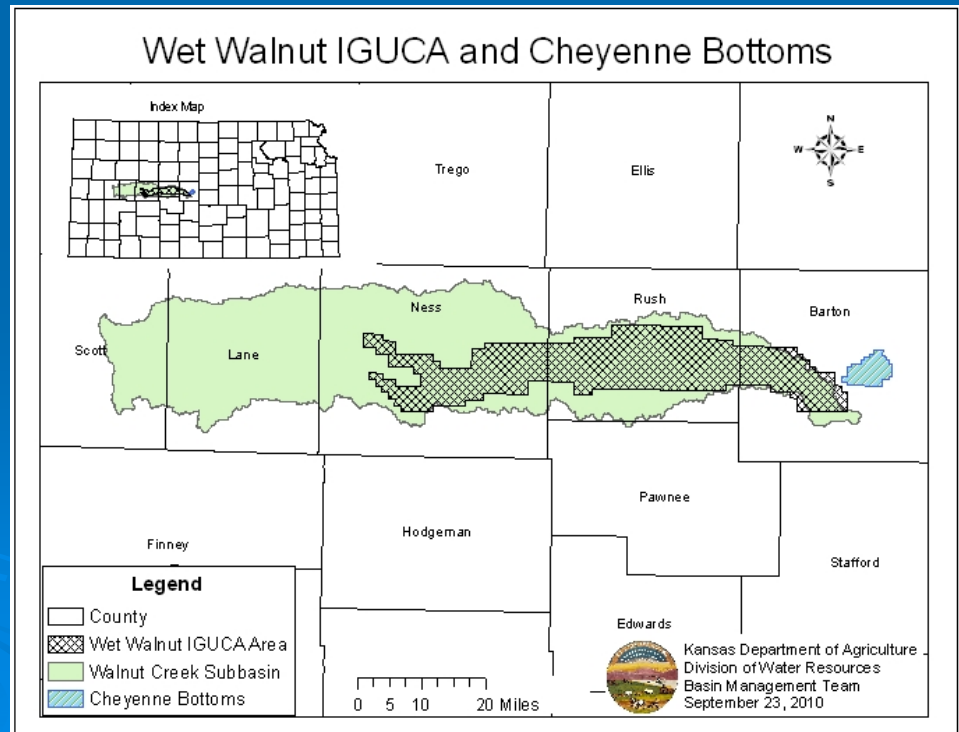 Wet Walnut IGUCA and Cheyenne Bottoms
Index Map
N
W E
S
Trego
Ellis
Ness
Rush
Barton
Scott
Lane
Pawnee
Hodgeman
Finney
Stafford
Edwards
Legend
County
Wet Walnut IGUCA Area
Walnut Creek Subbasin
Cheyenne Bottoms
0 5 10 20 Miles
Kansas Department of Agriculture
Division of Water Resources
Basin Management Team
September 23, 2010